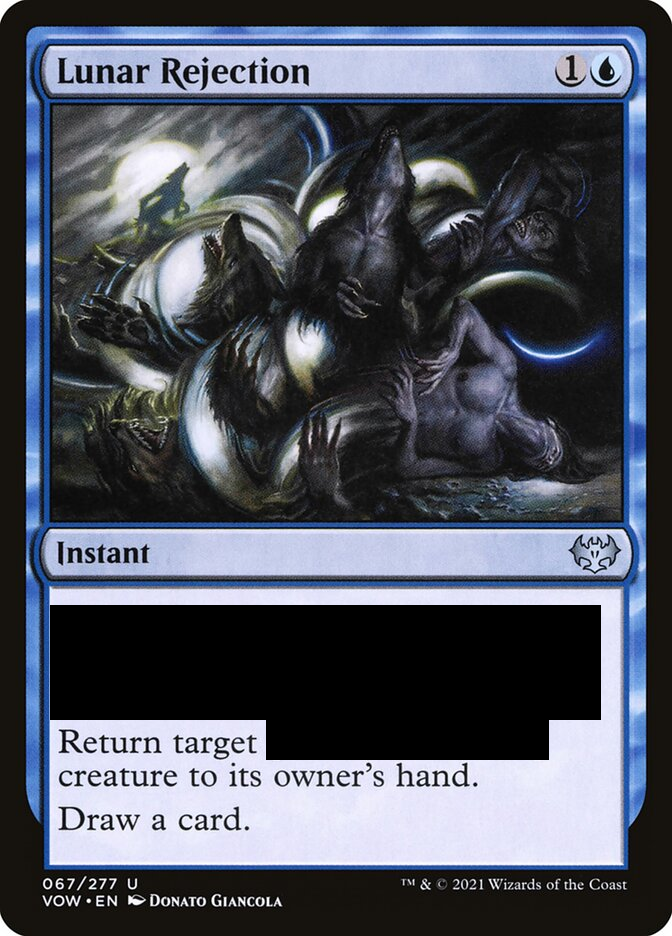 Lunar Rejection 1
Instant
Return target
creature to its owner's hand.
Draw a card.
067/277 U
VOW • EN Donato Giancola
™ & © 2021 Wizards of the Coast